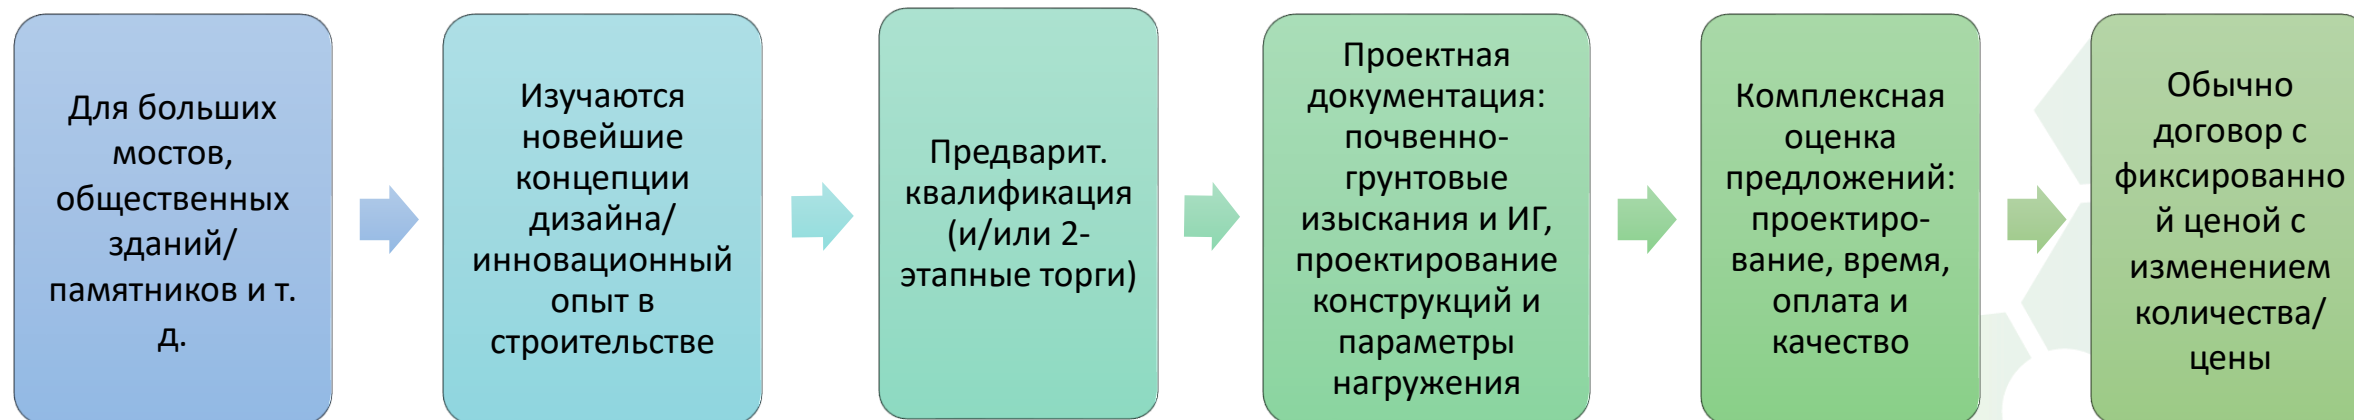 Для больших
мостов,
общественных
зданий/
памятников и т.
д.
Изучаются
новейшие
концепции
дизайна/
инновационный
опыт в
строительстве
Предварит.
квалификация
(и/или 2-
этапные торги)
Проектная
документация:
почвенно-
грунтовые
изыскания и ИГ,
проектирование
конструкций и
параметры
нагружения
Комплексная
оценка
предложений:
проектиро-
вание, время,
оплата и
качество
Обычно
договор с
фиксированно
й ценой с
изменением
количества/
цены